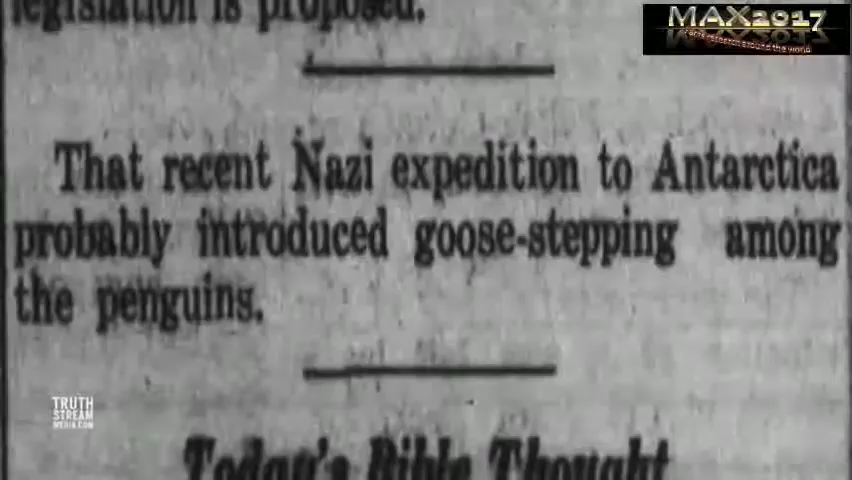 legislation is proposed.
MAX2017
That recent Nazi expedition to Antarctica
probably introduced goose-stepping among
the penguins.
TRUTH
STREAM
MEDIA.COM
Today's Bible Thought